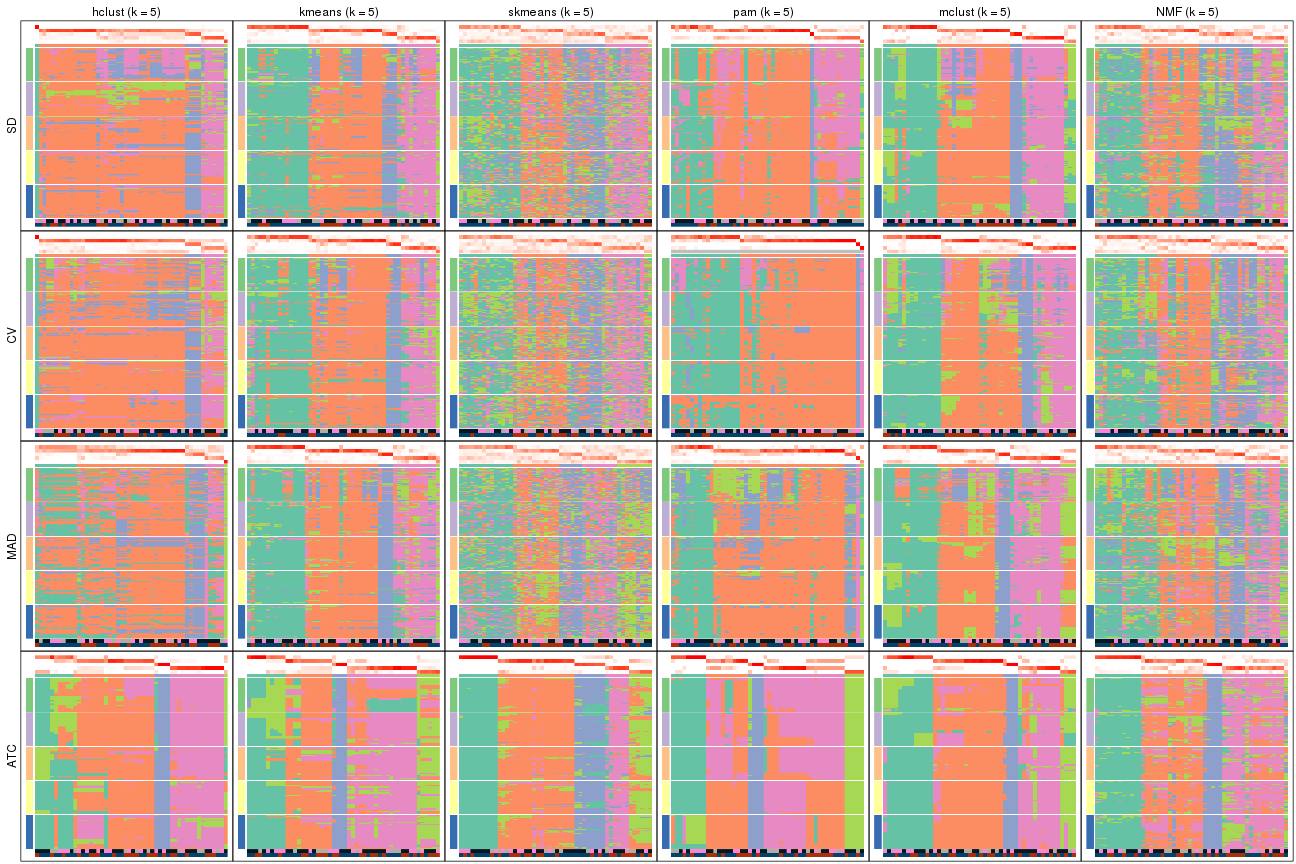 hclust (k = 5)
kmeans (k = 5)
skmeans (k = 5)
pam (k = 5)
mclust (k = 5)
NMF (k = 5)
SD
CV
MAD
ATC